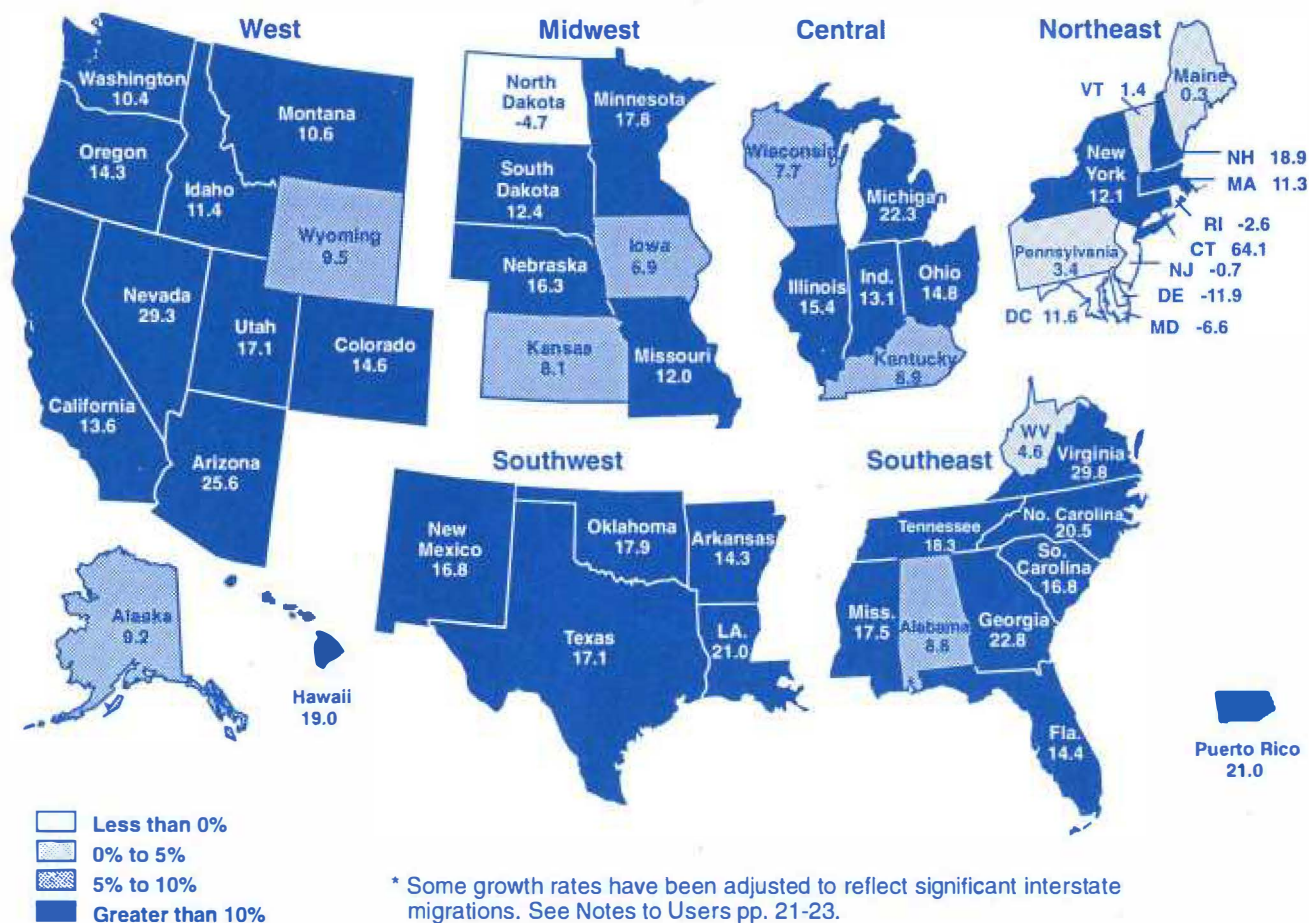 West
Midwest
Central
Northeast
Washington
10.4
Montana
10.6
Oregon
14.3
Idaho
11.4
Wyoming
9.5
Nevada
29.3
Utah
17.1
Colorado
14.6
California
13.6
Arizona
25.6
Alaska
9.2
Hawaii
19.0
North
Dakota
-4.7
Minnesota
17.8
South
Dakota
12.4
Iowa
6.9
Nebraska
16.3
Kansas
8.1
Missouri
12.0
Wisconsin
7.7
Michigan
22.3
Illinois
15.4
Ind.
13.1
Ohio
14.8
Kentucky
8.9
VT 1.4
Maine
0.3
New
York
12.1
NH 18.9
MA 11.3
RI -2.6
CT 64.1
NJ -0.7
DE -11.9
MD -6.6
DC 11.6
Pennsylvania
3.4
Southwest
New
Mexico
16.8
Oklahoma
17.9
Arkansas
14.3
Texas
17.1
LA.
21.0
Southeast
WV
4.6
Virginia
29.8
Tennessee
18.3
No. Carolina
20.5
So.
Carolina
16.8
Miss.
17.5
Alabama
8.8
Georgia
22.8
Fla.
14.4
Puerto Rico
21.0
Less than 0%
0% to 5%
5% to 10%
Greater than 10%
* Some growth rates have been adjusted to reflect significant interstate
migrations. See Notes to Users pp. 21-23.